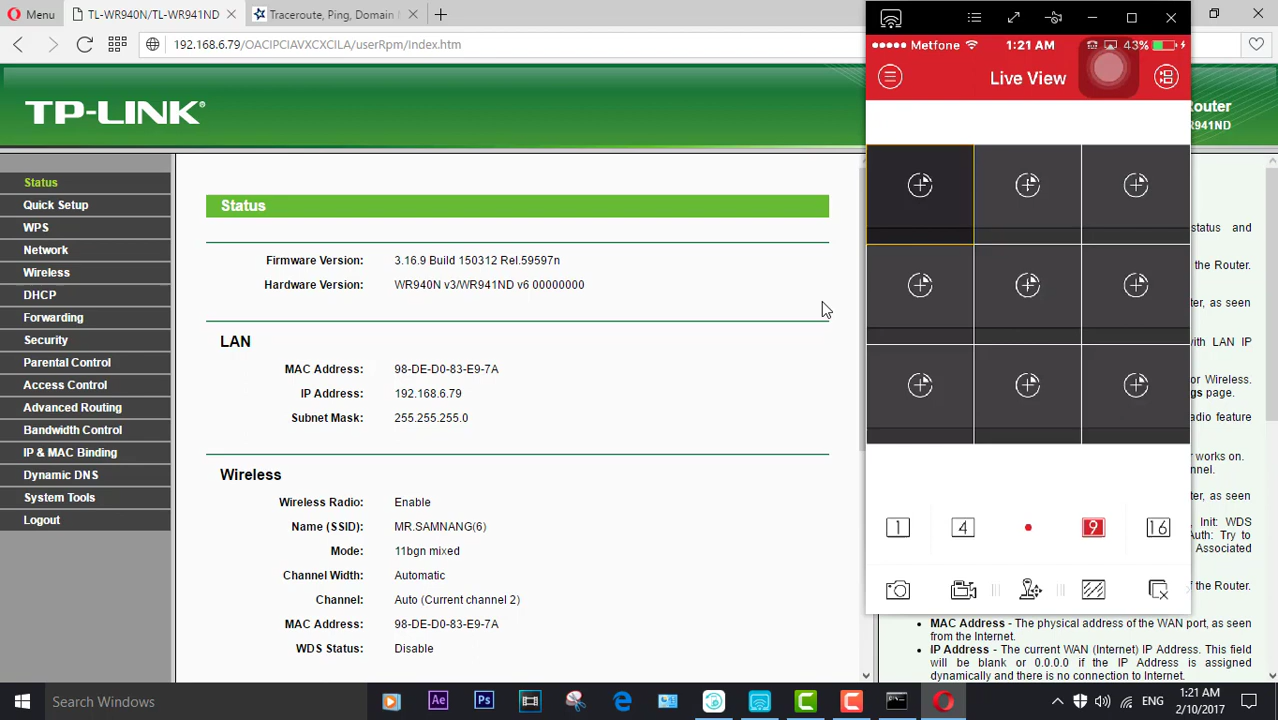 Menu
TL-WR940N/TL-WR941ND
Traceroute, Ping, Domain
192.168.6.79/OACIPCIAVXCXCILA/userRpm/Index.htm
TP-LINK®
Router
R941ND
Status
Quick Setup
WPS
Network
Wireless
DHCP
Forwarding
Security
Parental Control
Access Control
Advanced Routing
Bandwidth Control
IP & MAC Binding
Dynamic DNS
System Tools
Logout
Status
Firmware Version: 3.16.9 Build 150312 Rel.59597n
Hardware Version: WR940N v3/WR941ND v6 00000000
LAN
MAC Address: 98-DE-D0-83-E9-7A
IP Address: 192.168.6.79
Subnet Mask: 255.255.255.0
Wireless
Wireless Radio: Enable
Name (SSID): MR.SAMNANG(6)
Mode: 11bgn mixed
Channel Width: Automatic
Channel: Auto (Current channel 2)
MAC Address: 98-DE-D0-83-E9-7A
WDS Status: Disable
Metfone 1:21 AM 43%
Live View
1 4 9 16
status and
the Router.
ter, as seen
with LAN IP
or Wireless.
gs page.
adio feature
er works on.
nnel.
ter, as seen
, Init: WDS
Auth: Try to
Associated
f the Router.
MAC Address - The physical address of the WAN port, as seen
from the Internet.
IP Address - The current WAN (Internet) IP Address. This field
will be blank or 0.0.0.0 if the IP Address is assigned
dynamically and there is no connection to Internet.
Search Windows
Ae
Ps
ENG
1:21 AM
2/10/2017